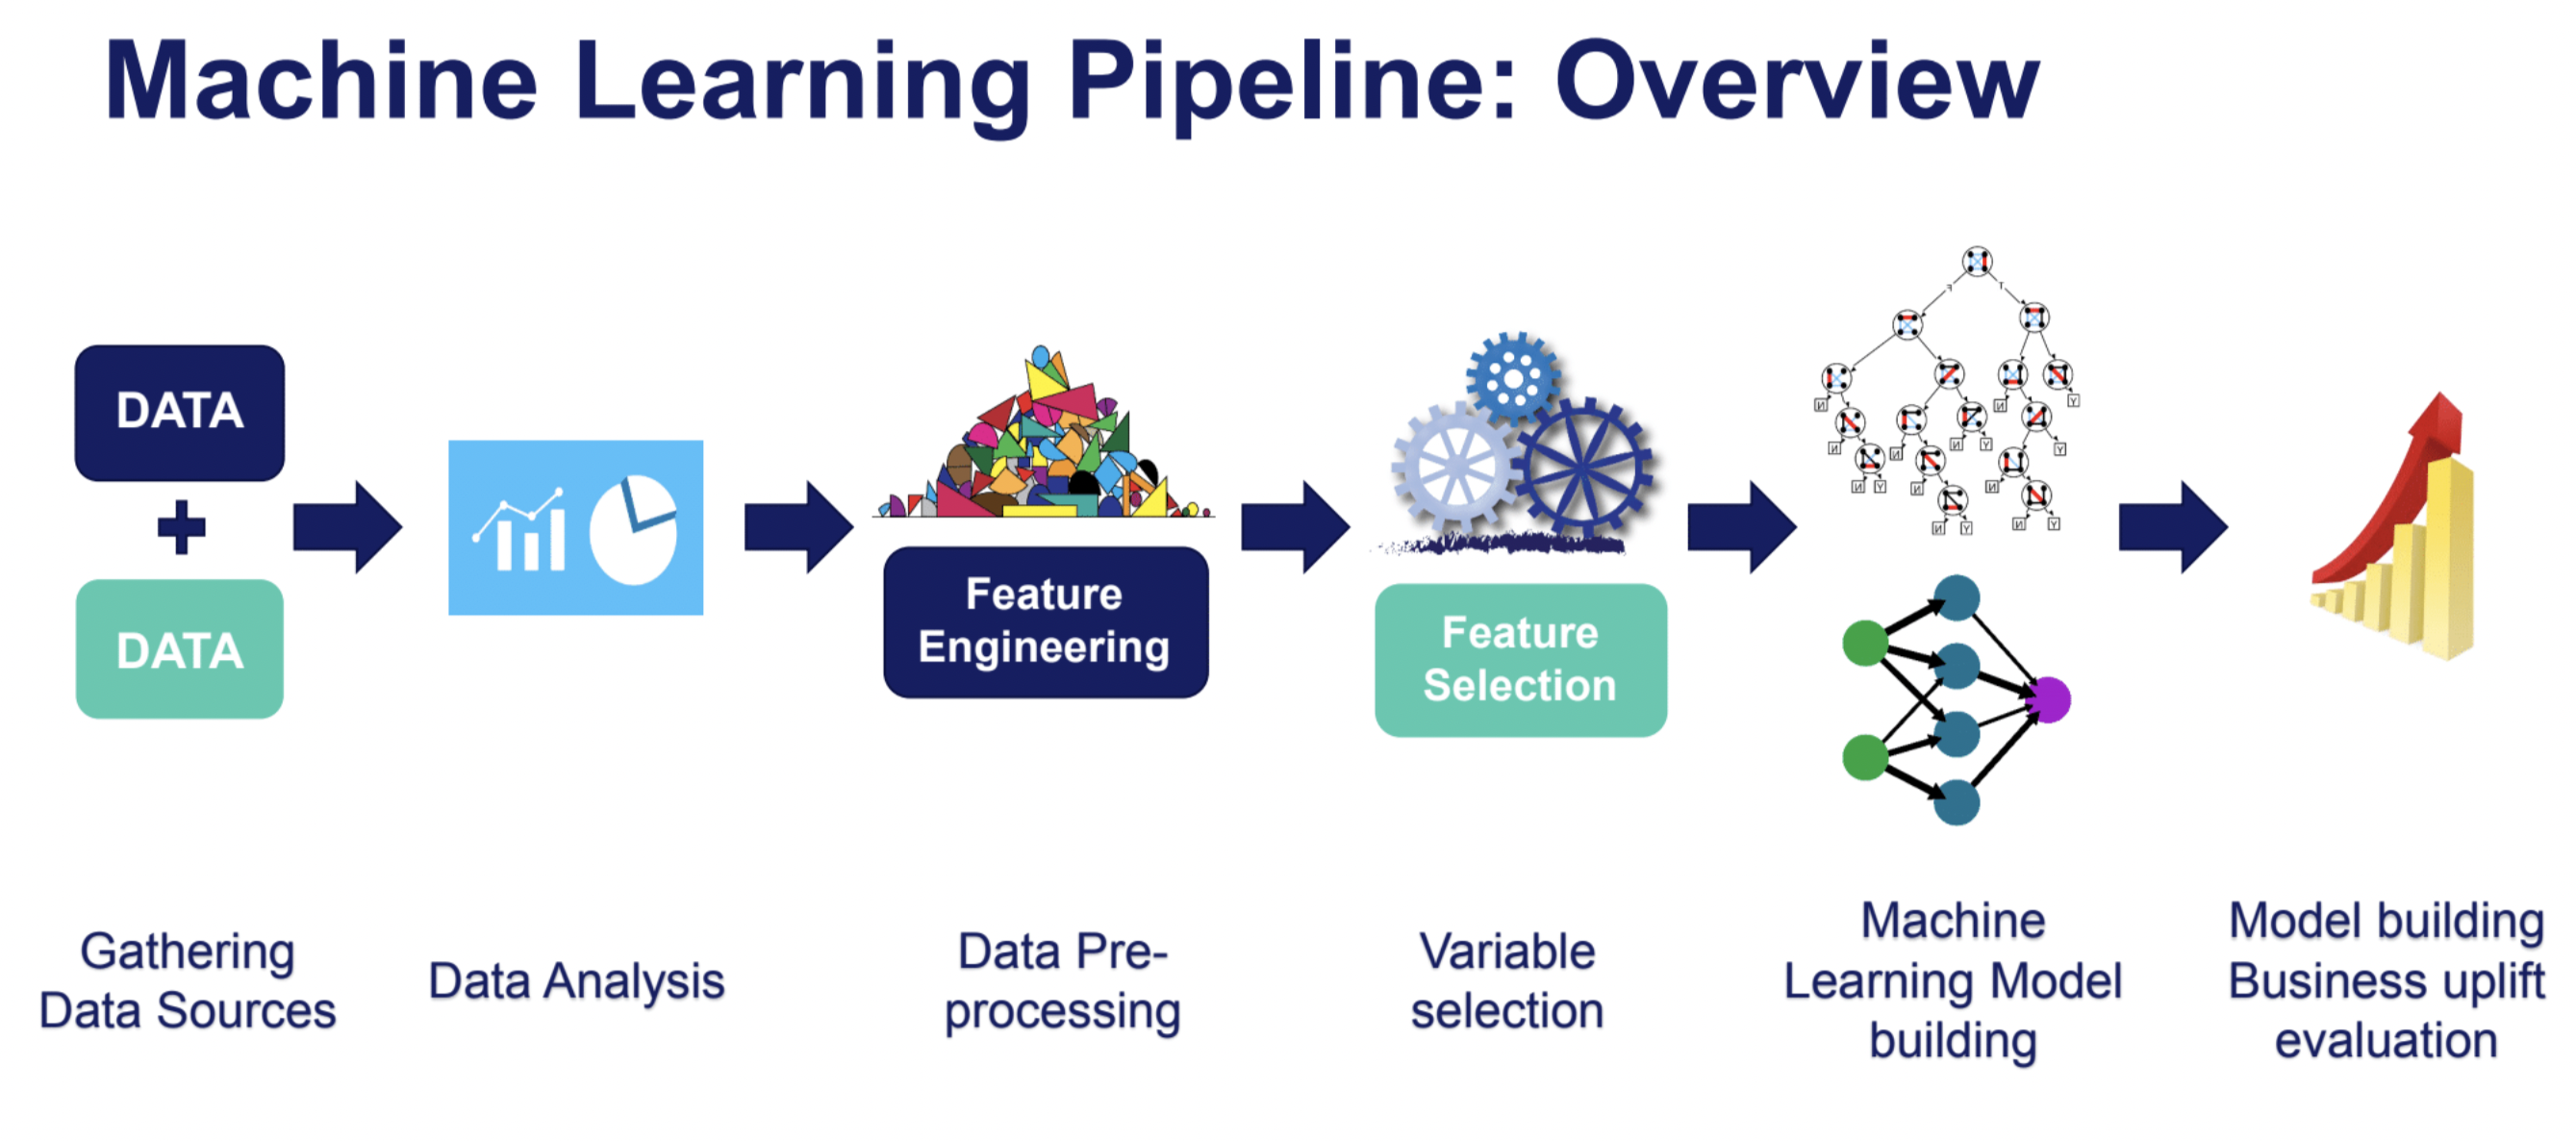 Machine Learning Pipeline: Overview
DATA
DATA
Feature
Engineering
Feature
Selection
Gathering
Data Sources
Data Analysis
Data Pre-
processing
Variable
selection
Machine
Learning Model
building
Model building
Business uplift
evaluation